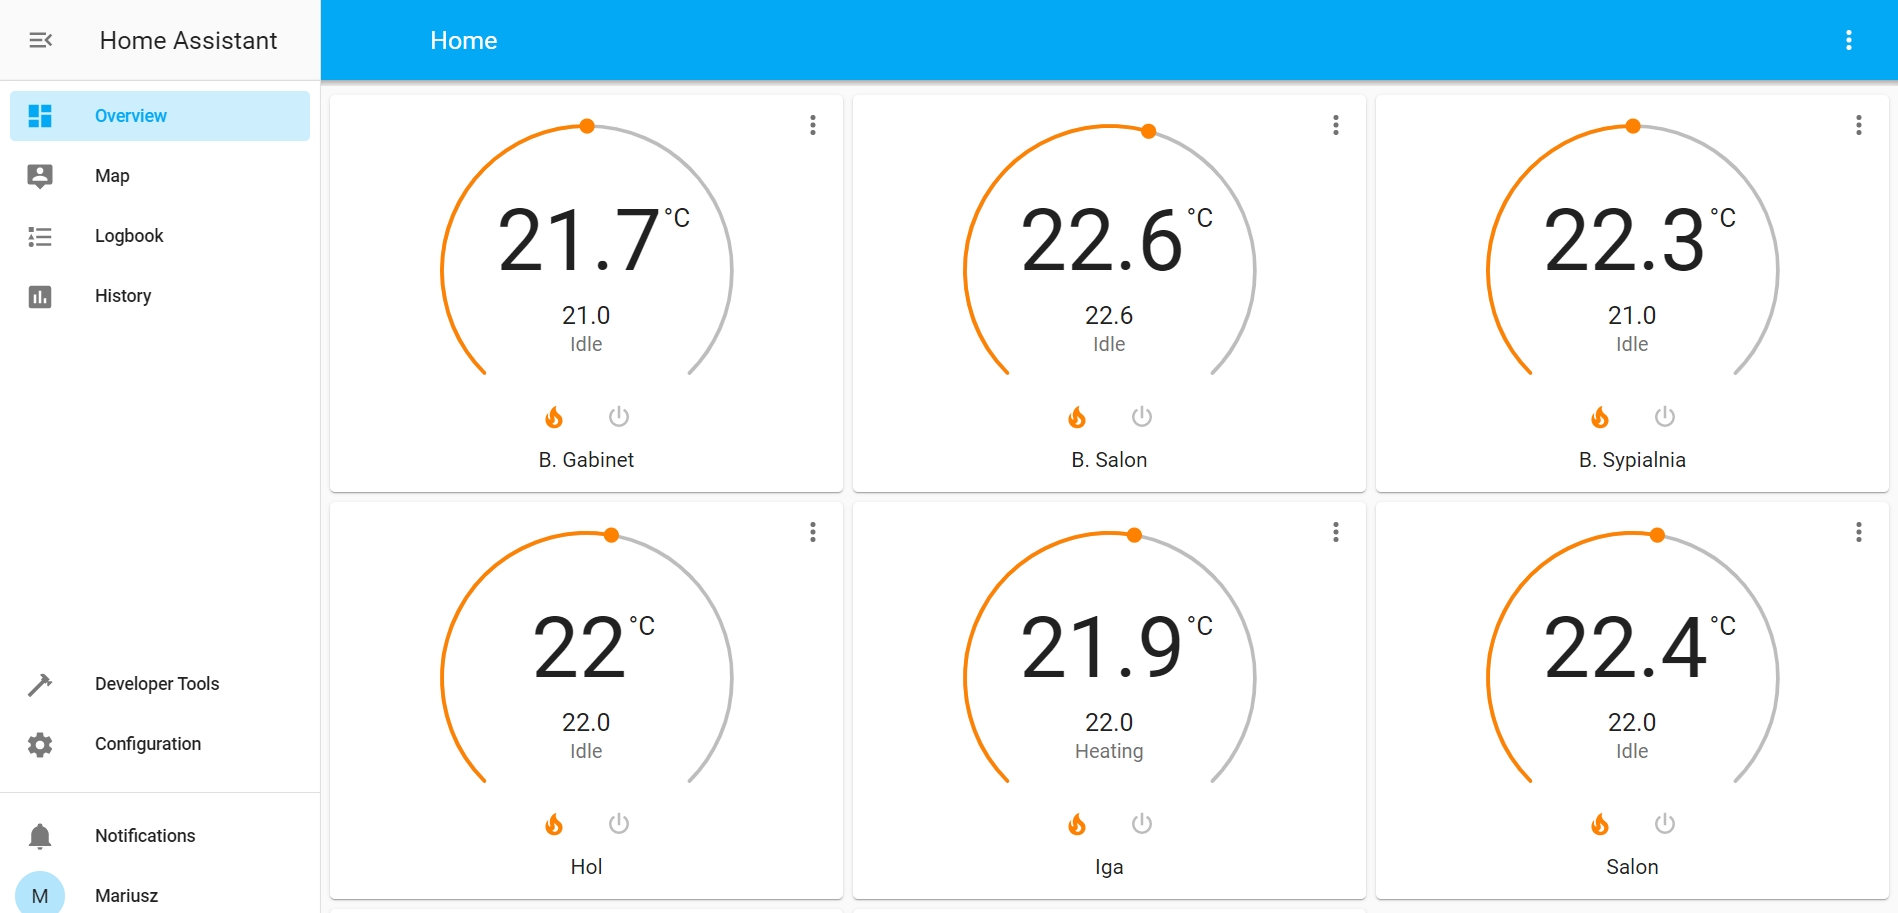 Home Assistant
Overview
Map
Logbook
History
Developer Tools
Configuration
Notifications
M
Mariusz
Home
21.7 °C
21.0
Idle
B. Gabinet
22.6 °C
22.6
Idle
B. Salon
22.3 °C
21.0
Idle
B. Sypialnia
22 °C
22.0
Idle
Hol
21.9 °C
22.0
Heating
Iga
22.4 °C
22.0
Idle
Salon